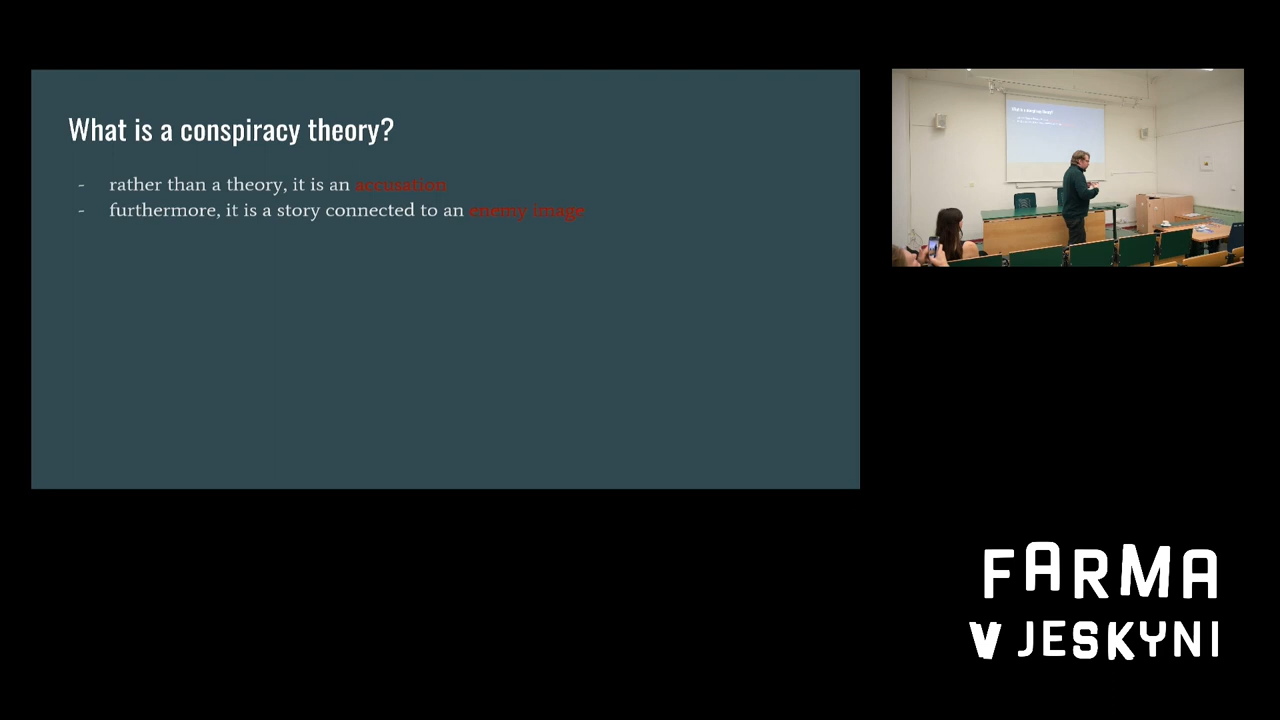 What is a conspiracy theory?
- rather than a theory, it is an accusation
- furthermore, it is a story connected to an enemy image
FARMA
V JESKYNI